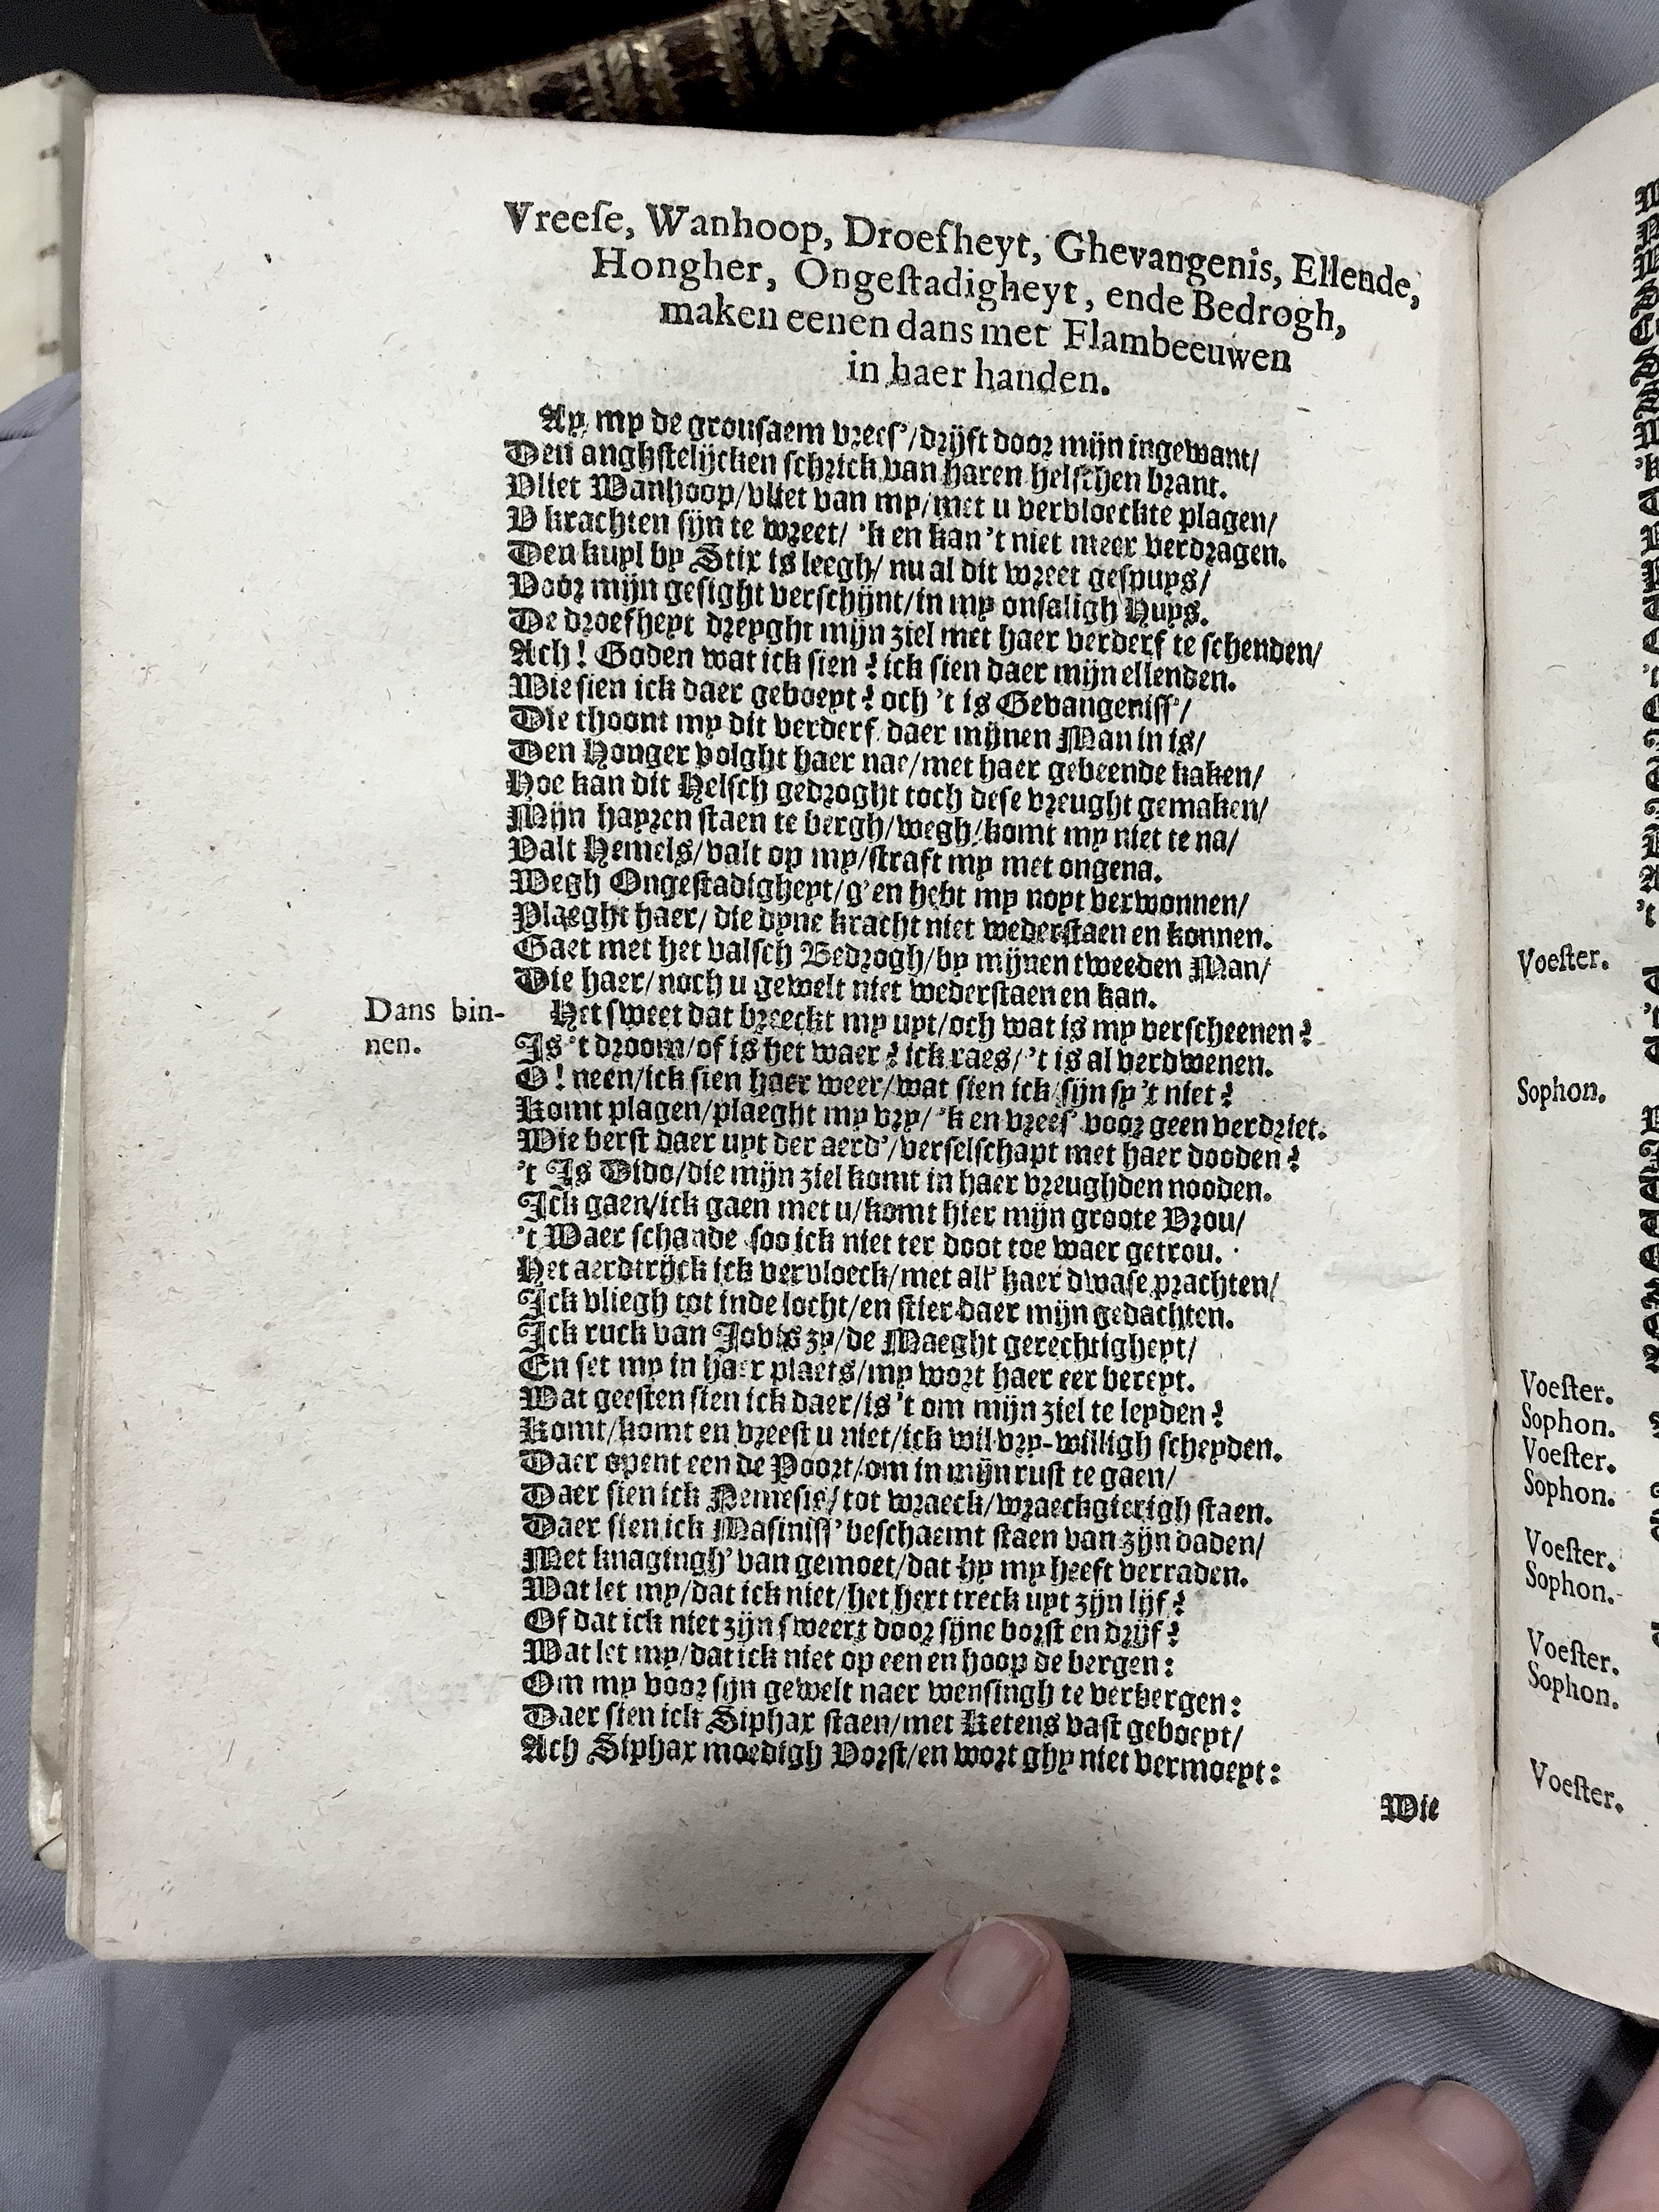 Vreeſe, Wanhoop, Droefheyt, Ghevangenis, Ellende,
Hongher, Ongeſtadigheyt, ende Bedrogh,
maken eenen dans met Flambeeuwen
in haer handen.
Ay my de grouſaem vreeſ'/drijft door mijn ingewant/
Den anghſtelijcken ſchrick van haren helſchen brant.
Vliet Wanhoop/vliet van my/met u vervloeckte plagen/
U krachten ſijn te wreet/ 'k en kan 't niet meer verdragen.
Den kuyl by Stix is leegh/ nu al dit wreet geſpuys/
Voor mijn geſight verſchijnt/in my onſaligh Huys.
De droefheyt dreyght mijn ziel met haer verderf te ſchenden/
Ach! Goden wat ick ſien? ick ſien daer mijn ellenden.
Wie ſien ick daer geboeyt? och 't is Gevangeniſſ'/
Die thoont my dit verderf daer mijnen Man in is/
Den Honger volght haer nae/met haer gebeende kaken/
Hoe kan dit Helſch gedroght toch deſe vreught gemaken/
Mijn hayren ſtaen te bergh/wegh/komt my niet te na/
Valt Hemels/valt op my/ſtraft my met ongena.
Wegh Ongeſtadigheyt/g'en hebt my noyt verwonnen/
Plaeght haer/ die dyne kracht niet wederſtaen en konnen.
Gaet met het valſch Bedrogh/by mijnen tweeden Man/
Die haer/noch u gewelt niet wederſtaen en kan.
Dans bin-
nen.
Het ſweet dat breeckt my uyt/och wat is my verſcheenen?
Is 't droom/of is het waer? ick raes/'t is al verdwenen.
O! neen/ick ſien haer weer/wat ſien ick/ſijn ſy 't niet?
Komt plagen/plaeght my vry/ 'k en vreeſ' voor geen verdriet.
Wie berſt daer uyt der aerd'/verſelſchapt met haer dooden?
't Is Dido/die mijn ziel komt in haer vreughden nooden.
Ick gaen/ick gaen met u/komt hier mijn groote Vrou/
't Waer ſchande ſoo ick niet ter doot toe waer getrou.
Het aerdtrijck ick vervloeck/met all' haer dwaſe prachten/
Ick vliegh tot inde locht/en ſtier daer mijn gedachten.
Ick ruck van Jovis zy/de Maeght gerechtigheyt/
En ſet my in haer plaets/my wort haer eer bereyt.
Wat geeſten ſien ick daer/is 't om mijn ziel te leyden?
Komt/komt en vreeſt u niet/ick wil vry-willigh ſcheyden.
Daer opent een de Poort/om in mijn ruſt te gaen/
Daer ſien ick Nemeſis/tot wraeck/wraeckgierigh ſtaen.
Daer ſien ick Maſiniſſ' beſchaemt ſtaen van zijn daden/
Met knagingh' van gemoet/dat hy my heeft verraden.
Wat let my/dat ick niet/het hert treck uyt zijn lijf?
Of dat ick niet zijn ſweert door ſijne borſt en drijf?
Wat let my/dat ick niet op een en hoop de bergen:
Om my voor ſijn gewelt naer wenſingh te verbergen:
Daer ſien ick Siphax ſtaen/met Ketens vaſt geboeyt/
Ach Siphax moedigh Vorſt/en wort ghy niet vermoeyt:
Wie
Voeſter.
Sophon.
Voeſter.
Sophon.
Voeſter.
Sophon.
Voeſter.
Sophon.
Voeſter.
Sophon.
Voeſter.